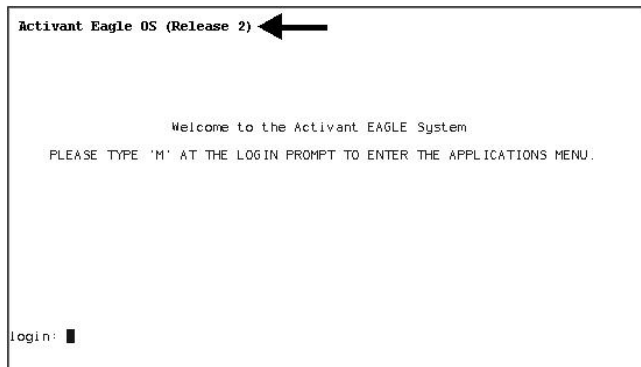 Activant Eagle OS (Release 2)
Welcome to the Activant EAGLE System
PLEASE TYPE 'M' AT THE LOGIN PROMPT TO ENTER THE APPLICATIONS MENU.
login: